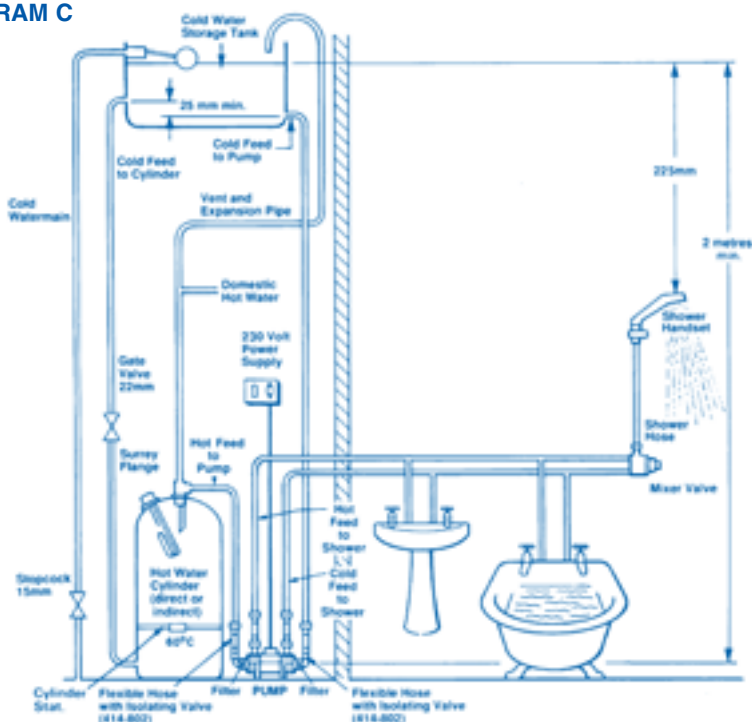 RAM C
Cold Water
Storage Tank
25 mm min.
Cold Feed
to Pump
Cold Feed
to Cylinder
225mm
Cold
Watermain
Vent and
Expansion Pipe
2 metres
min.
Domestic
Hot Water
Shower
Handset
230 Volt
Power
Supply
Gate
Valve
22mm
Shower
Hose
Surrey
Flange
Hot Feed
to
Pump
Mixer Valve
Hot
Feed
to
Shower
Stopcock
15mm
Hot Water
Cylinder
(direct or
indirect)
Cold
Feed
to
Shower
60°C
Cylinder
Stat.
Flexible Hose
with Isolating Valve
(414-802)
Filter
PUMP
Filter
Flexible Hose
with Isolating Valve
(414-802)